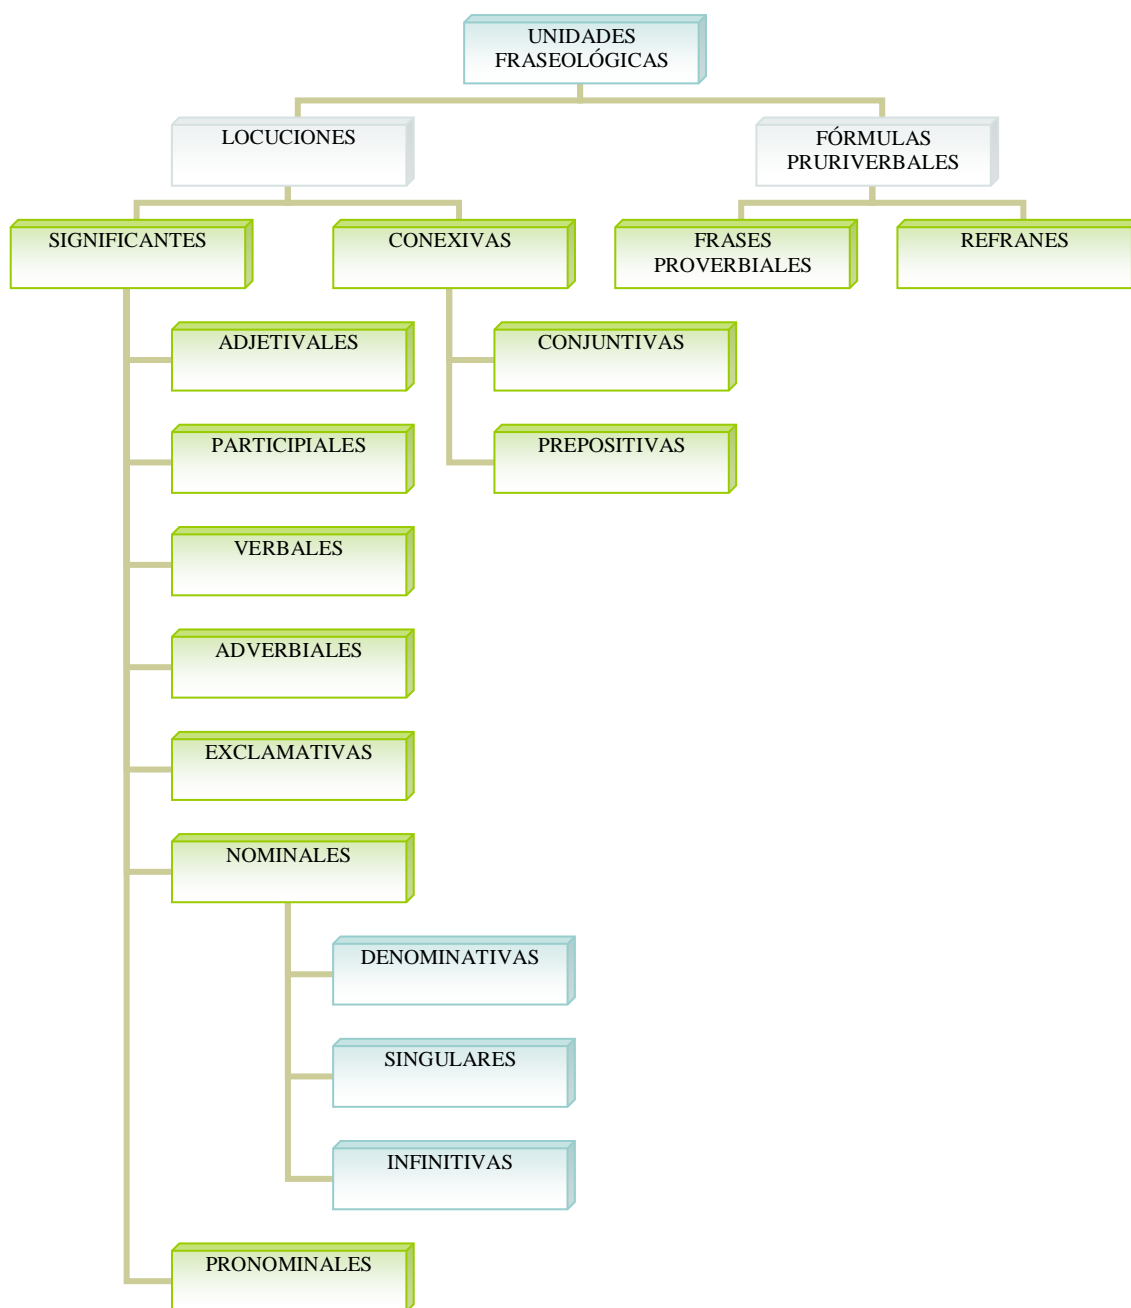 UNIDADES
FRASEOLÓGICAS
LOCUCIONES
FÓRMULAS
PRURIVERBALES
SIGNIFICANTES
CONEXIVAS
FRASES
PROVERBIALES
REFRANES
ADJETIVALES
CONJUNTIVAS
PARTICIPIALES
PREPOSITIVAS
VERBALES
ADVERBIALES
EXCLAMATIVAS
NOMINALES
DENOMINATIVAS
SINGULARES
INFINITIVAS
PRONOMINALES